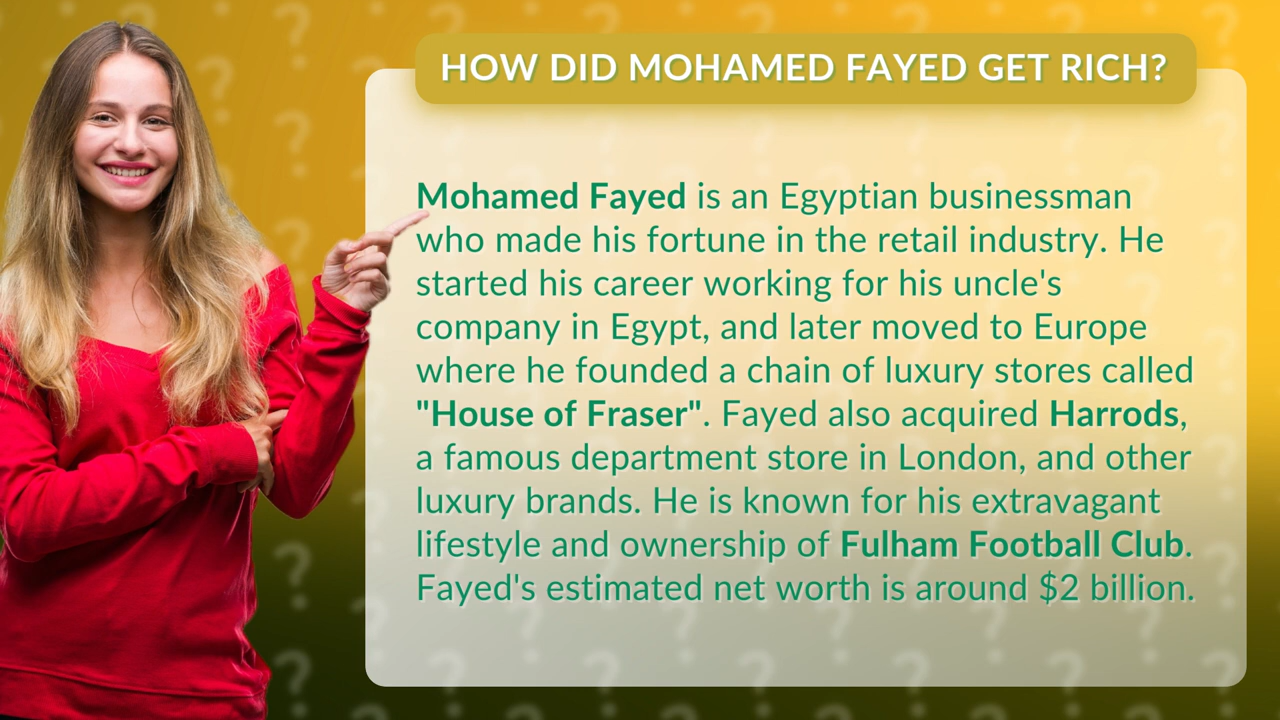 HOW DID MOHAMED FAYED GET RICH?
Mohamed Fayed is an Egyptian businessman
who made his fortune in the retail industry. He
started his career working for his uncle's
company in Egypt, and later moved to Europe
where he founded a chain of luxury stores called
"House of Fraser". Fayed also acquired Harrods,
a famous department store in London, and other
luxury brands. He is known for his extravagant
lifestyle and ownership of Fulham Football Club.
Fayed's estimated net worth is around $2 billion.